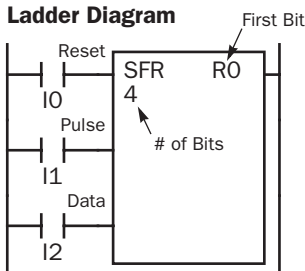 Ladder Diagram
First Bit
Reset
SFR R0
I0
4
Pulse
# of Bits
I1
Data
I2